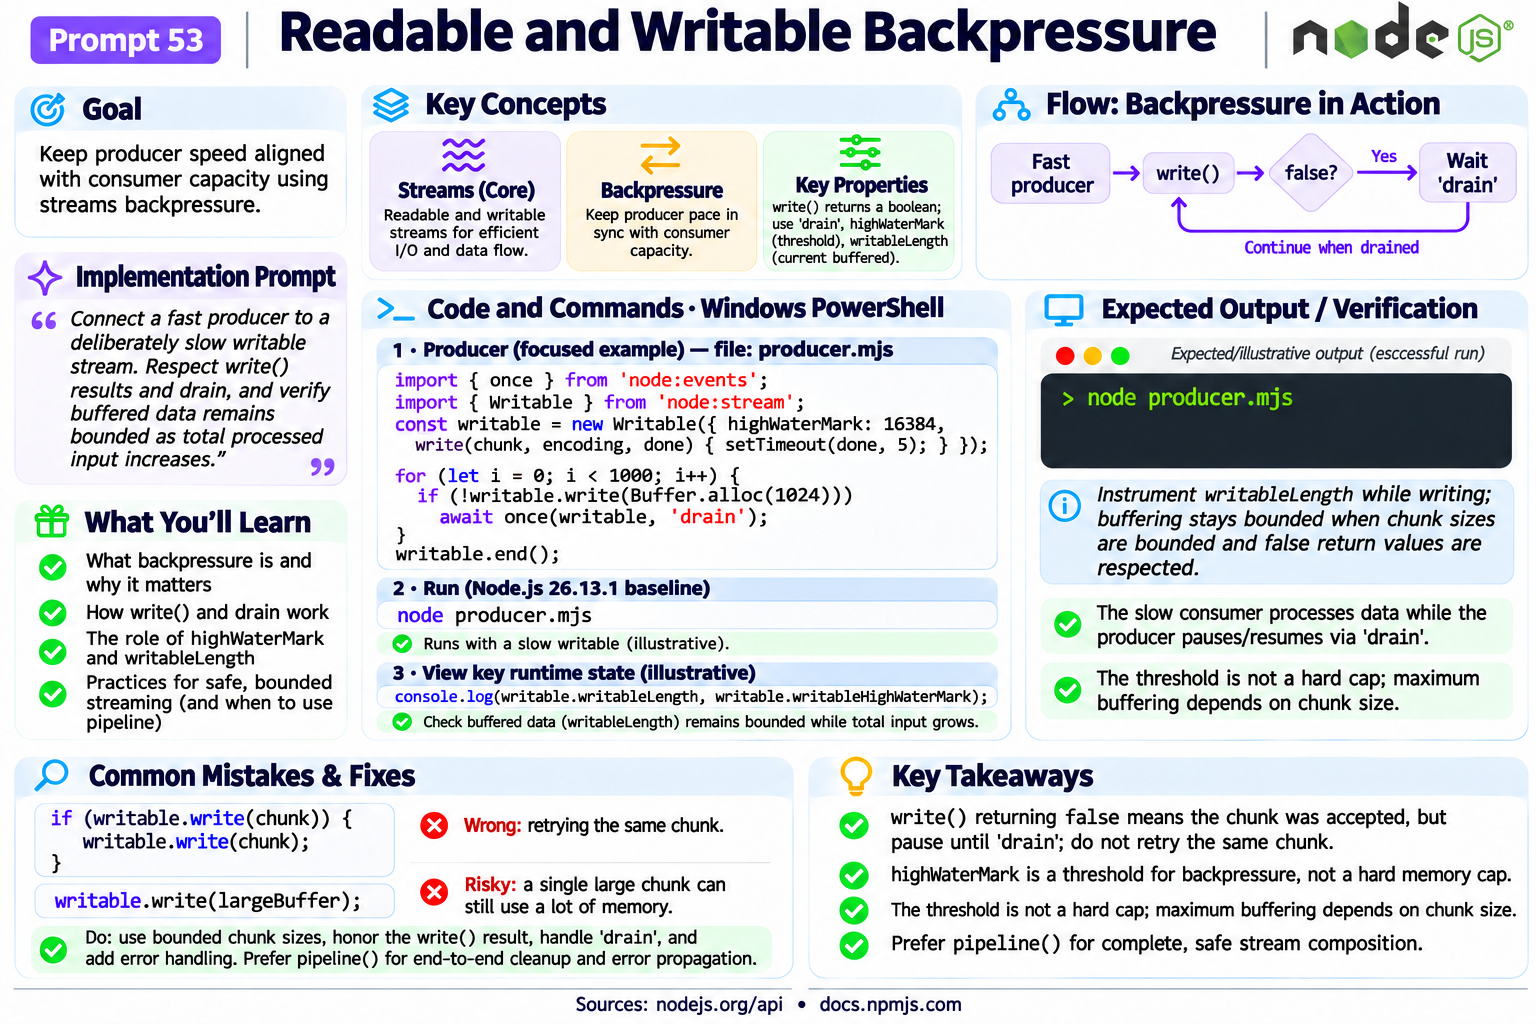 Prompt 53
Readable and Writable Backpressure
node JS ®
Goal
Keep producer speed aligned
with consumer capacity using
streams backpressure.
Implementation Prompt
“ Connect a fast producer to a
deliberately slow writable
stream. Respect write()
results and drain, and verify
buffered data remains
bounded as total processed
input increases.”
”
What You’ll Learn
What backpressure is and
why it matters
How write() and drain work
The role of highWaterMark
and writableLength
Practices for safe, bounded
streaming (and when to use
pipeline)
Key Concepts
Streams (Core)
Readable and writable
streams for efficient
I/O and data flow.
Backpressure
Keep producer pace in
sync with consumer
capacity.
Key Properties
write() returns a boolean;
use 'drain', highWaterMark
(threshold), writableLength
(current buffered).
Flow: Backpressure in Action
Fast
producer
write()
false?
Yes
Wait
'drain'
Continue when drained
>_ Code and Commands · Windows PowerShell
1 · Producer (focused example) — file: producer.mjs
import { once } from 'node:events';
import { Writable } from 'node:stream';
const writable = new Writable({ highWaterMark: 16384,
write(chunk, encoding, done) { setTimeout(done, 5); } });
for (let i = 0; i < 1000; i++) {
if (!writable.write(Buffer.alloc(1024)))
await once(writable, 'drain');
}
writable.end();
2 · Run (Node.js 26.13.1 baseline)
node producer.mjs
Runs with a slow writable (illustrative).
3 · View key runtime state (illustrative)
console.log(writable.writableLength, writable.writableHighWaterMark);
Check buffered data (writableLength) remains bounded while total input grows.
Expected Output / Verification
Expected/illustrative output (esccessful run)
> node producer.mjs
Instrument writableLength while writing;
buffering stays bounded when chunk sizes
are bounded and false return values are
respected.
The slow consumer processes data while the
producer pauses/resumes via 'drain'.
The threshold is not a hard cap; maximum
buffering depends on chunk size.
Common Mistakes & Fixes
if (writable.write(chunk)) {
writable.write(chunk);
}
Wrong: retrying the same chunk.
writable.write(largeBuffer);
Risky: a single large chunk can
still use a lot of memory.
Do: use bounded chunk sizes, honor the write() result, handle 'drain', and
add error handling. Prefer pipeline() for end-to-end cleanup and error propagation.
Key Takeaways
write() returning false means the chunk was accepted, but
pause until 'drain'; do not retry the same chunk.
highWaterMark is a threshold for backpressure, not a hard memory cap.
The threshold is not a hard cap; maximum buffering depends on chunk size.
Prefer pipeline() for complete, safe stream composition.
Sources: nodejs.org/api • docs.npmjs.com